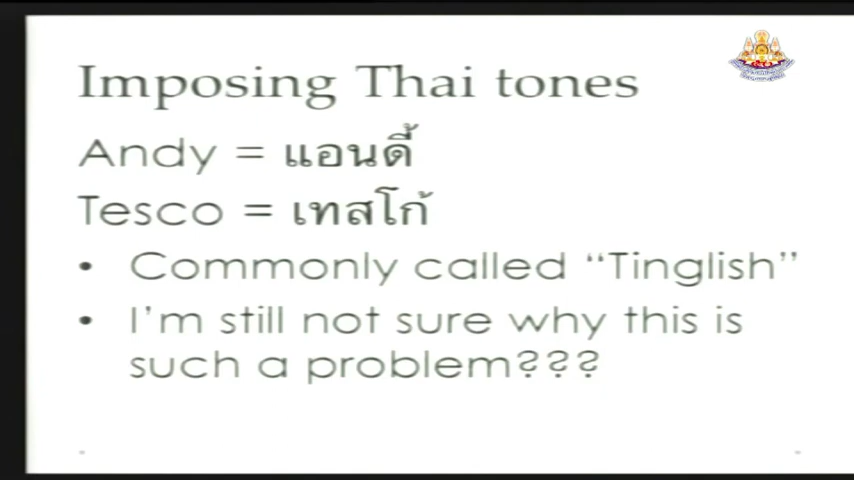 Imposing Thai tones
Andy = แอนดี้
Tesco = เทสโก้
• Commonly called “Tinglish”
• I’m still not sure why this is
such a problem???